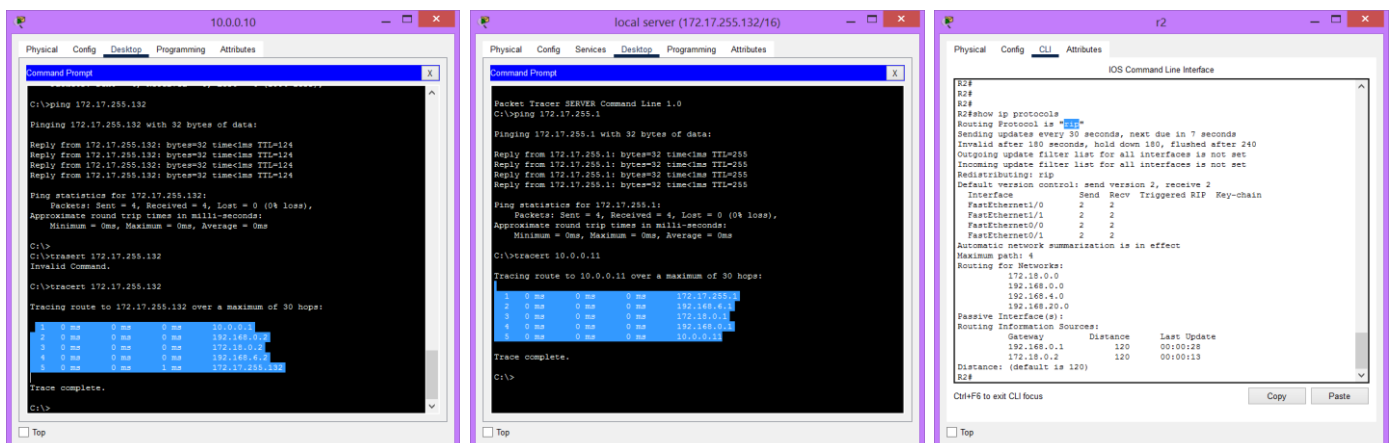 10.0.0.10
Physical Config Desktop Programming Attributes
Command Prompt X
C:\>ping 172.17.255.132
Pinging 172.17.255.132 with 32 bytes of data:
Reply from 172.17.255.132: bytes=32 time<1ms TTL=124
Reply from 172.17.255.132: bytes=32 time<1ms TTL=124
Reply from 172.17.255.132: bytes=32 time<1ms TTL=124
Reply from 172.17.255.132: bytes=32 time<1ms TTL=124
Ping statistics for 172.17.255.132:
Packets: Sent = 4, Received = 4, Lost = 0 (0% loss),
Approximate round trip times in milli-seconds:
Minimum = 0ms, Maximum = 0ms, Average = 0ms
C:\>
C:\>trasert 172.17.255.132
Invalid Command.
C:\>tracert 172.17.255.132
Tracing route to 172.17.255.132 over a maximum of 30 hops:
1 0 ms 0 ms 0 ms 10.0.0.1
2 0 ms 0 ms 0 ms 192.168.0.2
3 0 ms 0 ms 0 ms 172.18.0.2
4 0 ms 0 ms 0 ms 192.168.6.2
5 0 ms 0 ms 1 ms 172.17.255.132
Trace complete.
C:\>
Top
local server (172.17.255.132/16)
Physical Config Services Desktop Programming Attributes
Command Prompt X
Packet Tracer SERVER Command Line 1.0
C:\>ping 172.17.255.1
Pinging 172.17.255.1 with 32 bytes of data:
Reply from 172.17.255.1: bytes=32 time<1ms TTL=255
Reply from 172.17.255.1: bytes=32 time<1ms TTL=255
Reply from 172.17.255.1: bytes=32 time<1ms TTL=255
Reply from 172.17.255.1: bytes=32 time<1ms TTL=255
Ping statistics for 172.17.255.1:
Packets: Sent = 4, Received = 4, Lost = 0 (0% loss),
Approximate round trip times in milli-seconds:
Minimum = 0ms, Maximum = 0ms, Average = 0ms
C:\>tracert 10.0.0.11
Tracing route to 10.0.0.11 over a maximum of 30 hops:
1 0 ms 0 ms 0 ms 172.17.255.1
2 0 ms 0 ms 0 ms 192.168.6.1
3 0 ms 0 ms 0 ms 172.18.0.1
4 0 ms 0 ms 0 ms 192.168.0.1
5 0 ms 0 ms 0 ms 10.0.0.11
Trace complete.
C:\>
Top
r2
Physical Config CLI Attributes
IOS Command Line Interface
R2#
R2#
R2#
R2#show ip protocols
Routing Protocol is "rip"
Sending updates every 30 seconds, next due in 7 seconds
Invalid after 180 seconds, hold down 180, flushed after 240
Outgoing update filter list for all interfaces is not set
Incoming update filter list for all interfaces is not set
Redistributing: rip
Default version control: send version 2, receive 2
Interface Send Recv Triggered RIP Key-chain
FastEthernet1/0 2 2
FastEthernet1/1 2 2
FastEthernet0/0 2 2
FastEthernet0/1 2 2
Automatic network summarization is in effect
Maximum path: 4
Routing for Networks:
172.18.0.0
192.168.0.0
192.168.4.0
192.168.20.0
Passive Interface(s):
Routing Information Sources:
Gateway Distance Last Update
192.168.0.1 120 00:00:28
172.18.0.2 120 00:00:13
Distance: (default is 120)
R2#
Ctrl+F6 to exit CLI focus Copy Paste
Top